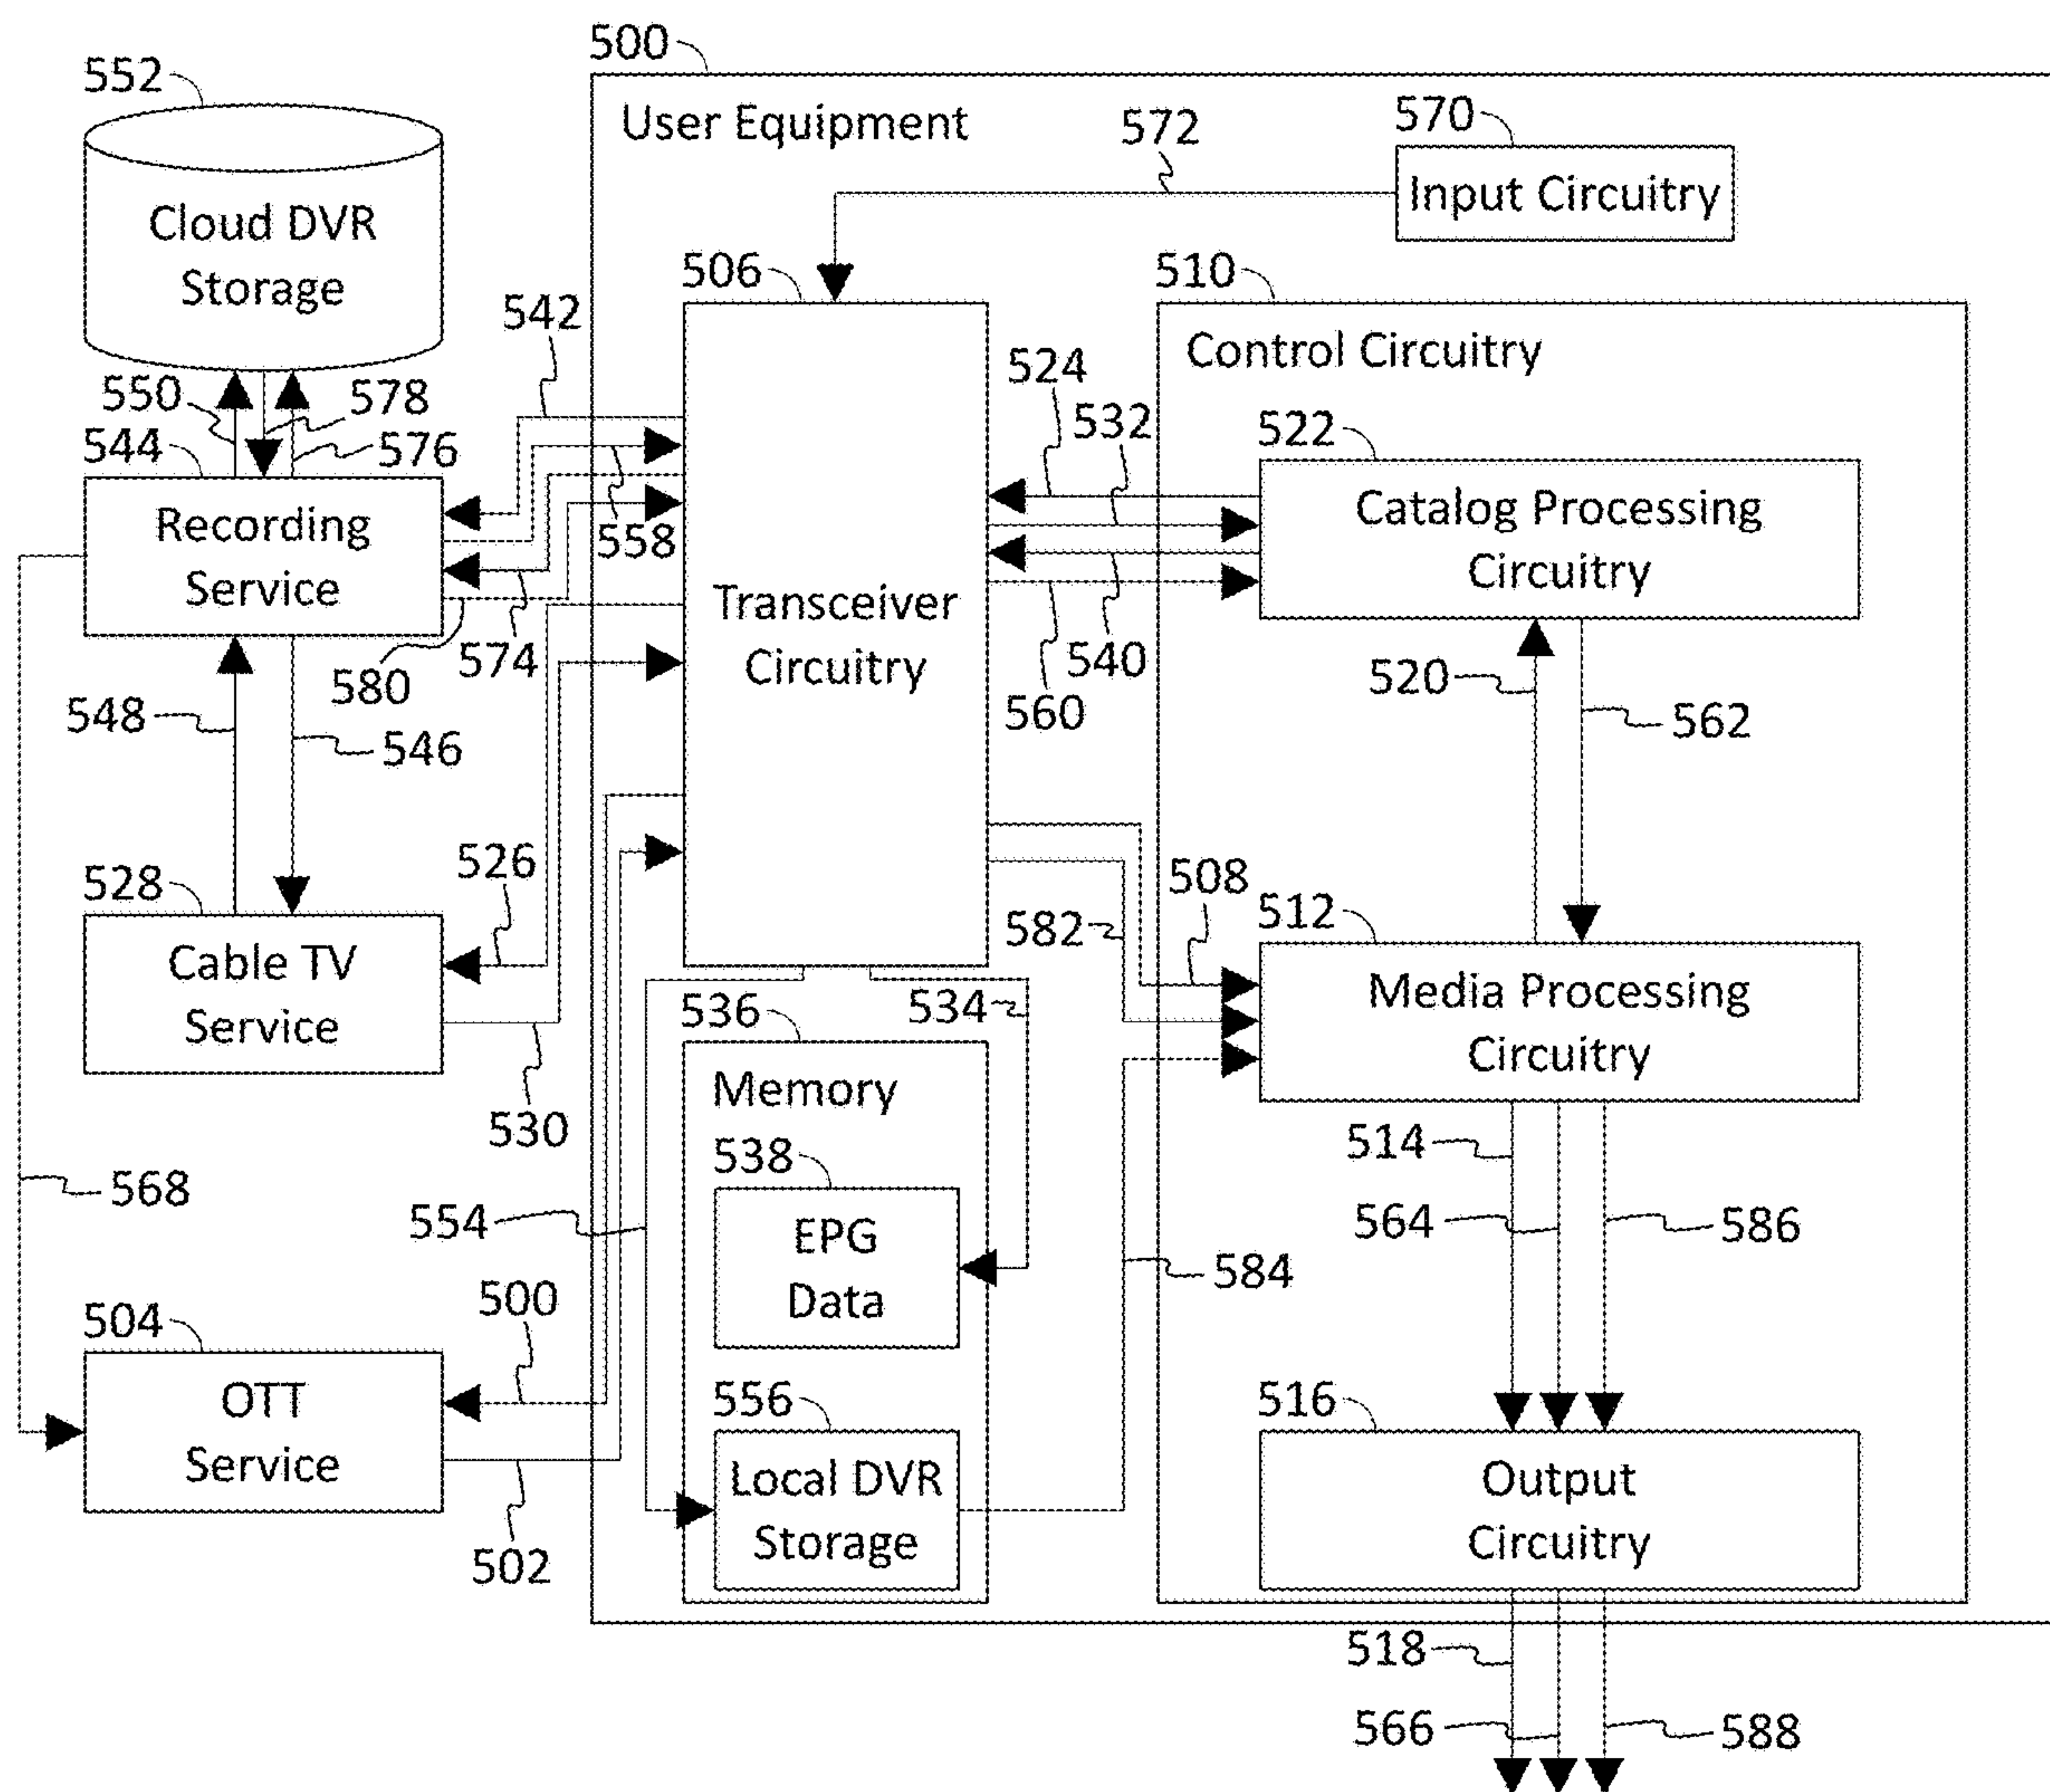 500
552
User Equipment
570
572
Input Circuitry
Cloud DVR
Storage
506
510
542
Control Circuitry
524
550
578
532
522
544
576
Recording
Service
558
Catalog Processing
Circuitry
Transceiver
Circuitry
574
540
580
520
560
548
546
562
526
508
528
512
582
Cable TV
Service
Media Processing
Circuitry
536
534
Memory
530
514
538
568
554
EPG
Data
564
586
584
500
504
556
516
OTT
Service
Local DVR
Storage
Output
Circuitry
502
518
566
588